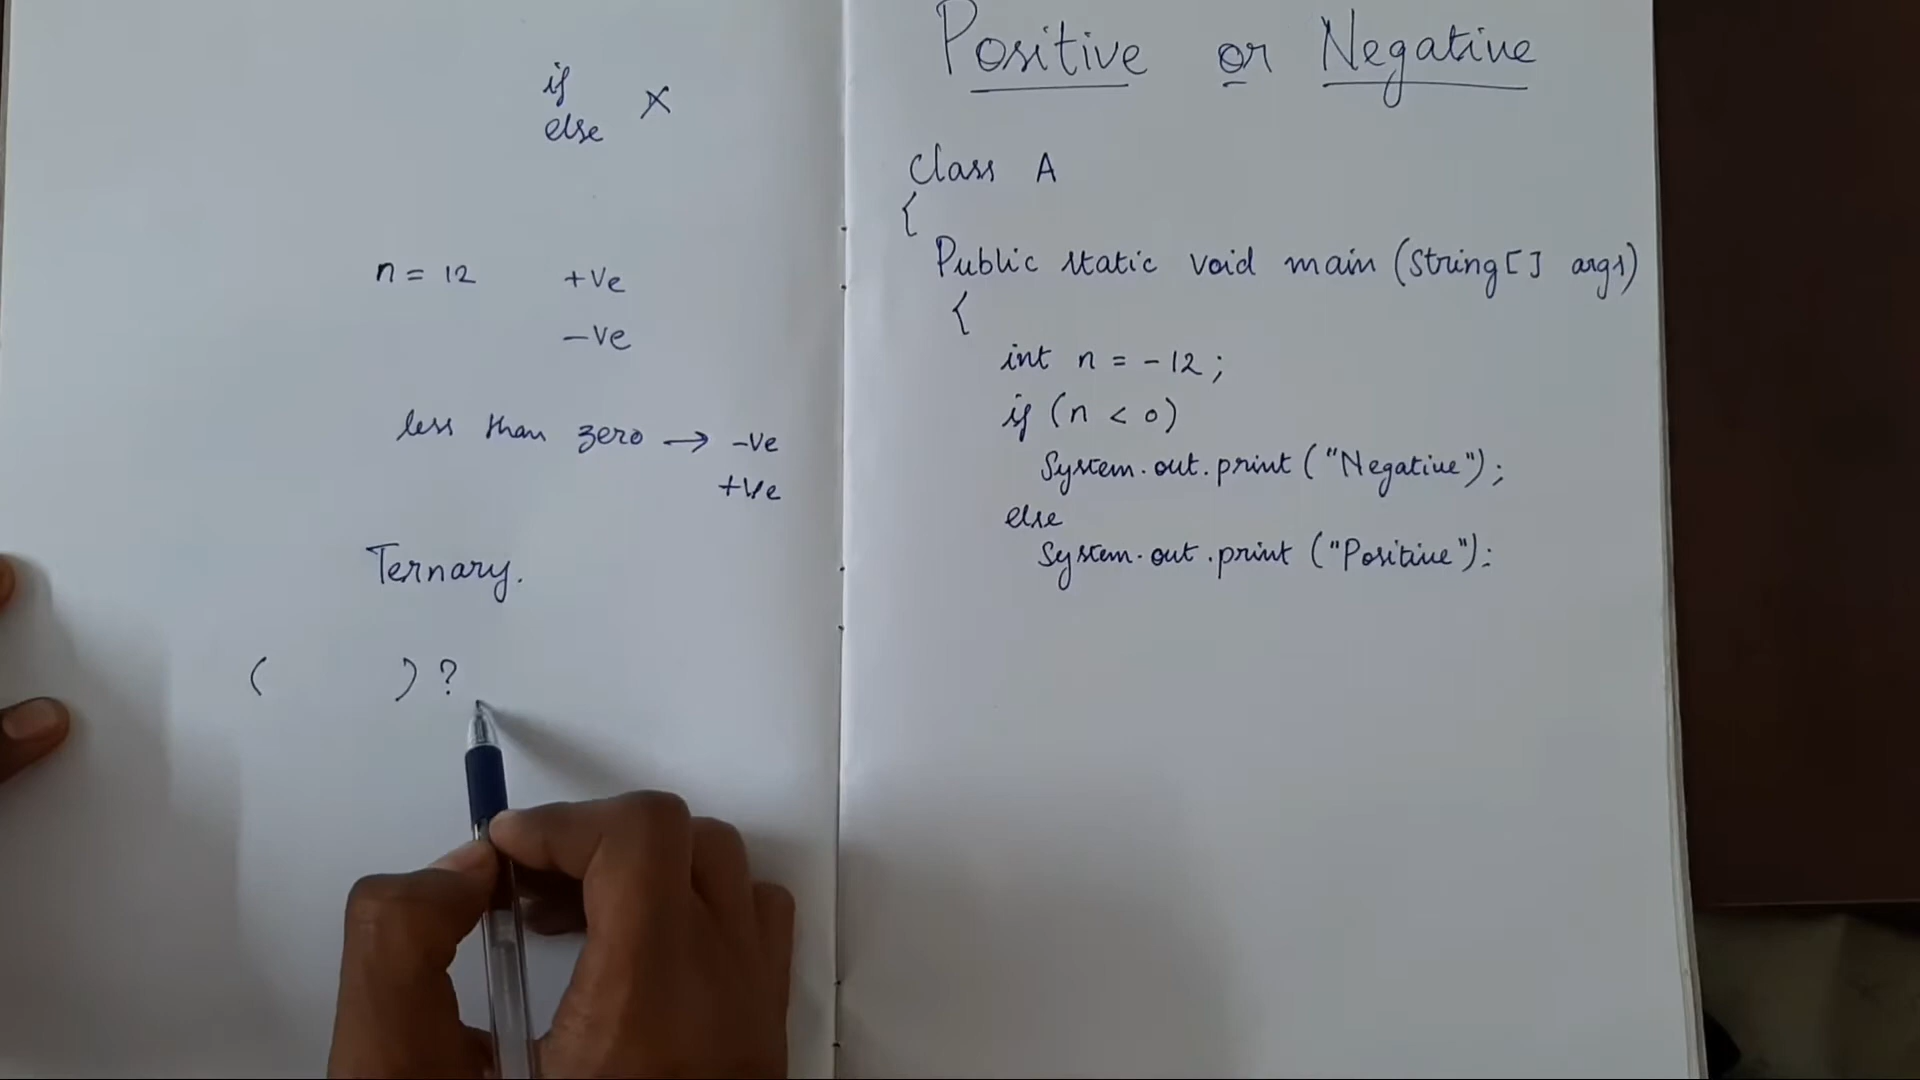 if
else X
n = 12 +ve
-ve
less than zero → -ve
+ve
Ternary.
( ) ?
Positive or Negative
Class A
{
Public static void main (String[] args)
{
int n = -12 ;
if (n < 0)
System.out.print ("Negative");
else
System.out.print ("Positive"):